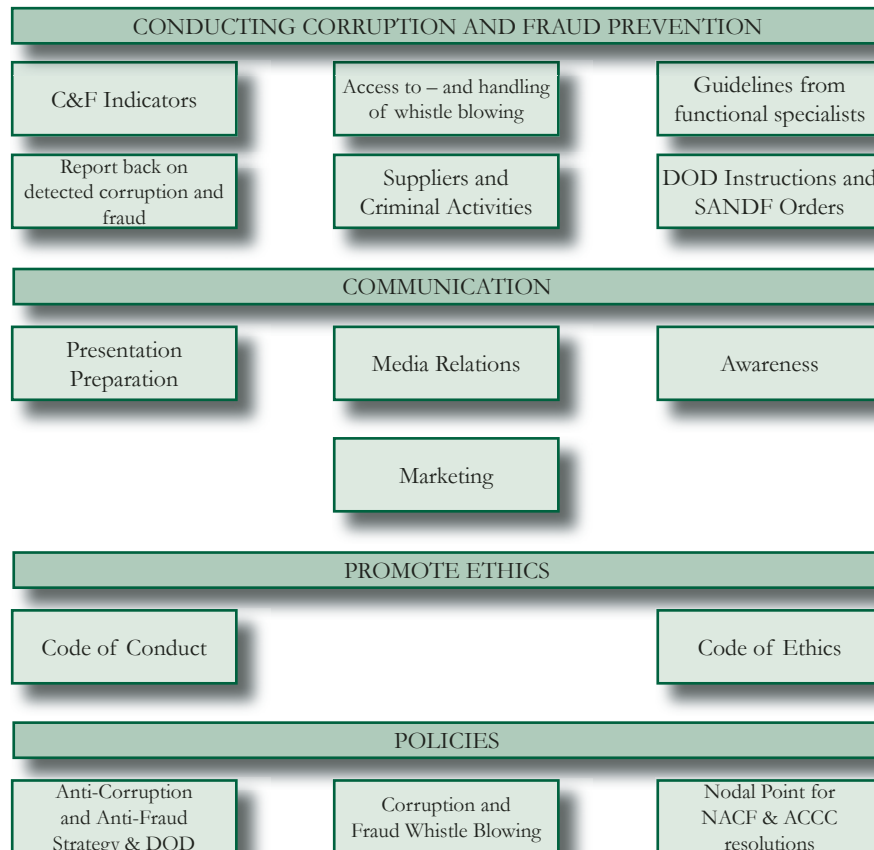 CONDUCTING CORRUPTION AND FRAUD PREVENTION
C&F Indicators
Access to – and handling
of whistle blowing
Guidelines from
functional specialists
Report back on
detected corruption and
fraud
Suppliers and
Criminal Activities
DOD Instructions and
SANDF Orders
COMMUNICATION
Presentation
Preparation
Media Relations
Awareness
Marketing
PROMOTE ETHICS
Code of Conduct
Code of Ethics
POLICIES
Anti-Corruption
and Anti-Fraud
Strategy & DOD
Corruption and
Fraud Whistle Blowing
Nodal Point for
NACF & ACCC
resolutions